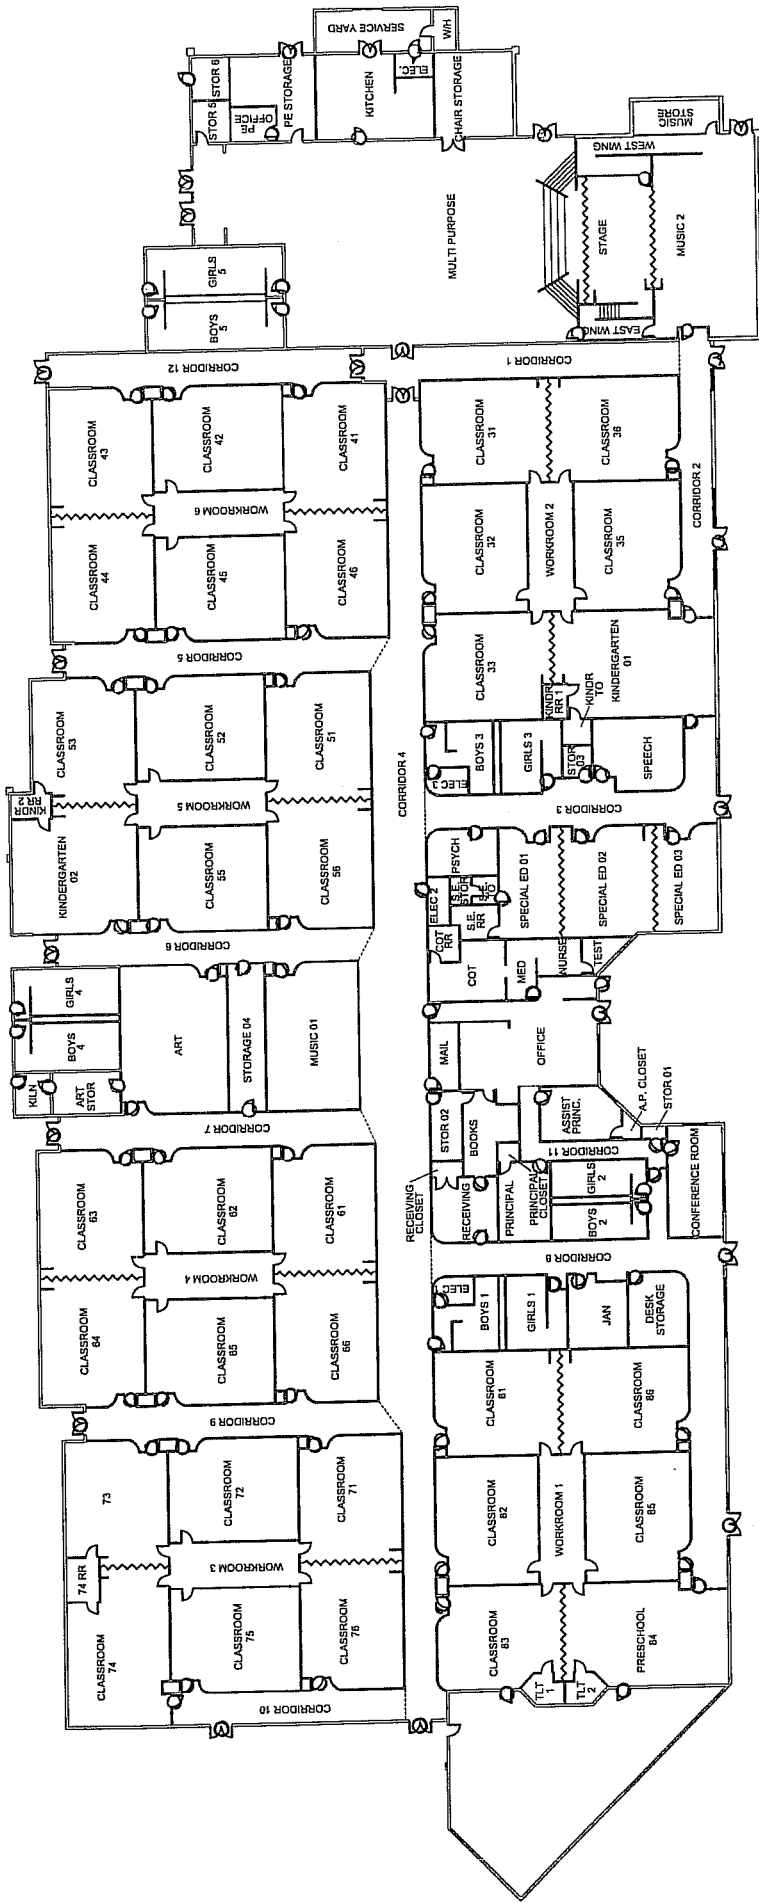 SERVICE YARD
W/H
STOR 6
STOR 5
PE STORAGE
PE
OFFICE
KITCHEN
ELEC.
CHAIR STORAGE
MUSIC
STORE
WEST WING
MULTI PURPOSE
STAGE
MUSIC 2
EAST WING
GIRLS
5
BOYS
5
CORRIDOR 12
CORRIDOR 1
CLASSROOM
43
CLASSROOM
42
CLASSROOM
41
WORKROOM 6
CLASSROOM
44
CLASSROOM
45
CLASSROOM
46
CORRIDOR 5
CLASSROOM
31
CLASSROOM
36
CLASSROOM
32
WORKROOM 2
CLASSROOM
35
CORRIDOR 2
CLASSROOM
33
KINDR
RR 1
KINDR
TO
KINDERGARTEN
01
CLASSROOM
53
CLASSROOM
52
CLASSROOM
51
KINDR
RR 2
WORKROOM 5
KINDERGARTEN
02
CLASSROOM
55
CLASSROOM
56
CORRIDOR 6
CORRIDOR 4
ELEC 3
BOYS 3
GIRLS 3
STOR
03
SPEECH
CORRIDOR 3
PSYCH
ELEC 2
S.E.
STOR
S.E.
TO
S.E.
RR
COT
RR
SPECIAL ED 01
SPECIAL ED 02
SPECIAL ED 03
COT
MED
NURSE
TEST
GIRLS
4
BOYS
4
KILN
ART
STOR
ART
STORAGE 04
MUSIC 01
CORRIDOR 7
MAIL
OFFICE
STOR 02
BOOKS
ASSIST
PRINC.
A.P. CLOSET
STOR 01
CORRIDOR 11
RECEIVING
CLOSET
RECEIVING
PRINCIPAL
PRINCIPAL
CLOSET
GIRLS
2
BOYS
2
CONFERENCE ROOM
CORRIDOR 8
CLASSROOM
63
CLASSROOM
62
CLASSROOM
61
WORKROOM 4
CLASSROOM
64
CLASSROOM
65
CLASSROOM
66
CORRIDOR 9
ELEC
BOYS 1
GIRLS 1
JAN
DESK
STORAGE
CLASSROOM
81
CLASSROOM
86
CLASSROOM
82
WORKROOM 1
CLASSROOM
85
CLASSROOM
83
PRESCHOOL
84
TLT
1
TLT
2
73
CLASSROOM
72
CLASSROOM
71
74 RR
WORKROOM 3
CLASSROOM
74
CLASSROOM
75
CLASSROOM
76
CORRIDOR 10